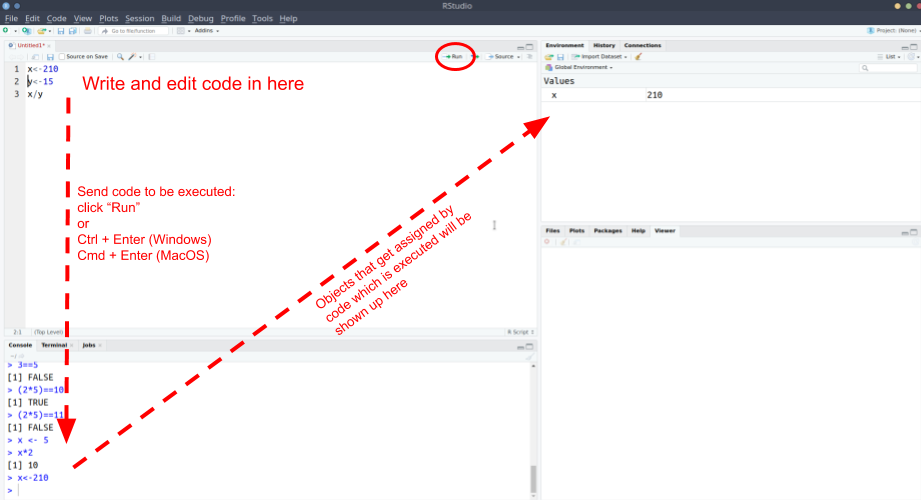 RStudio
File Edit Code View Plots Session Build Debug Profile Tools Help
Go to file/function Addins Project: (None)
Untitled1*
Source on Save Run Source
1 x<-210
2 y<-15
3 x/y
Write and edit code in here
Send code to be executed:
click “Run”
or
Ctrl + Enter (Windows)
Cmd + Enter (MacOS)
Objects that get assigned by
code which is executed will be
shown up here
2:1 (Top Level) R Script
Console Terminal Jobs
~/
> 3==5
[1] FALSE
> (2*5)==10
[1] TRUE
> (2*5)==11
[1] FALSE
> x <- 5
> x*2
[1] 10
> x<-210
>
Environment History Connections
Import Dataset List
Global Environment
Values
x 210
Files Plots Packages Help Viewer